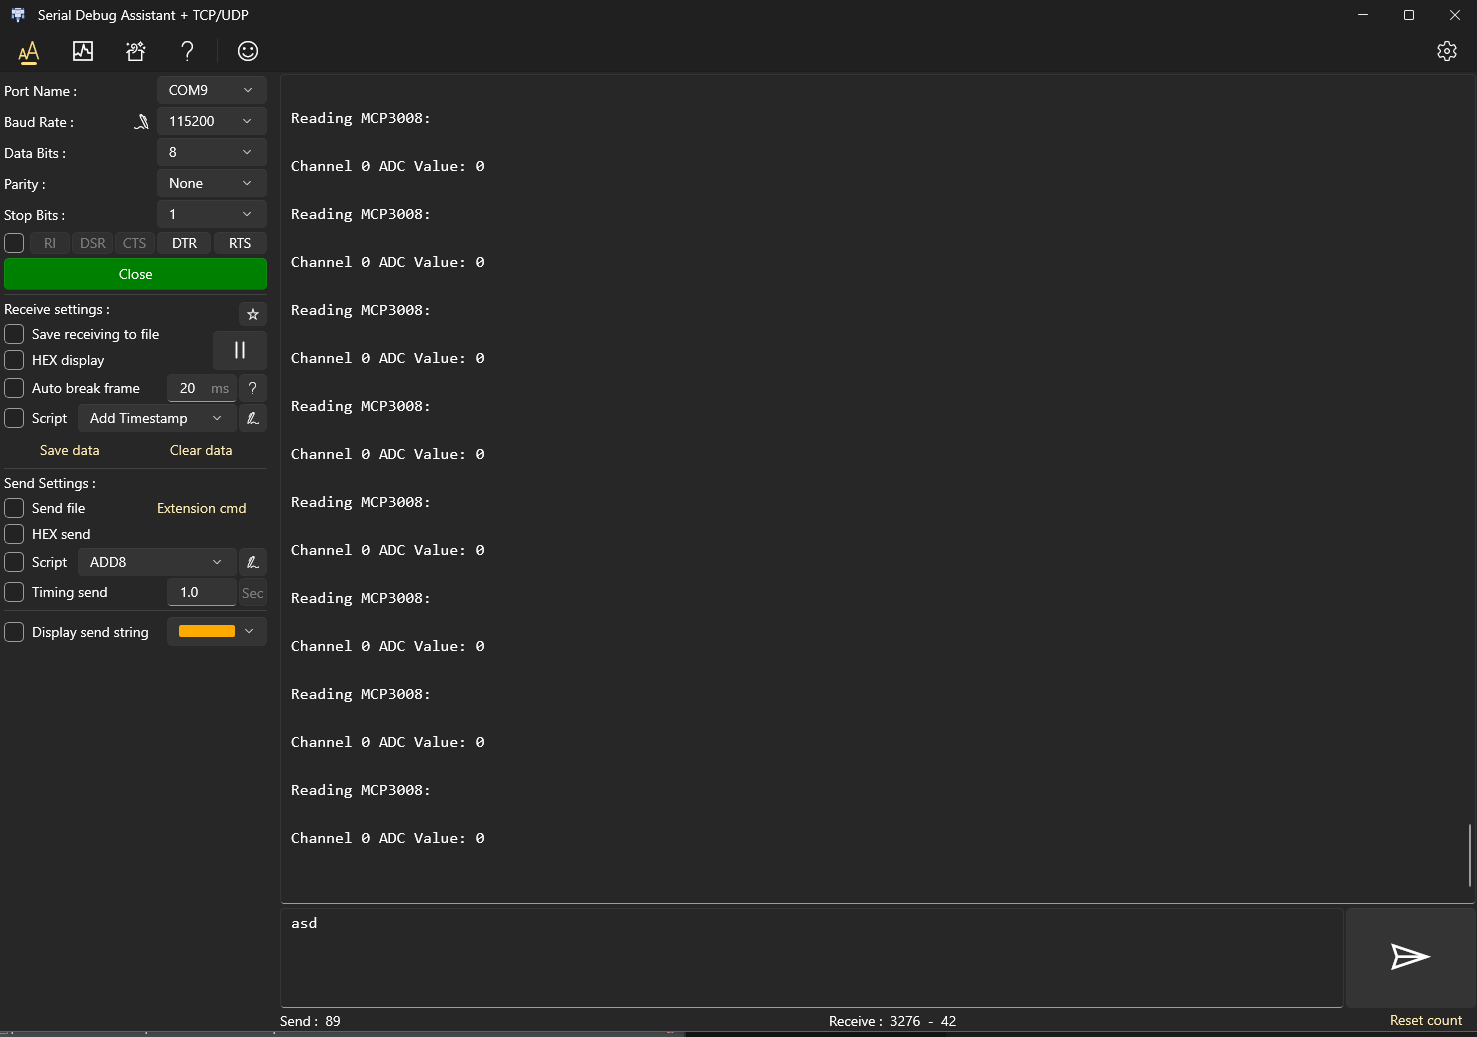 Serial Debug Assistant + TCP/UDP
Port Name : COM9
Baud Rate : 115200
Data Bits : 8
Parity : None
Stop Bits : 1
RI DSR CTS DTR RTS
Close
Receive settings :
Save receiving to file
HEX display
Auto break frame 20 ms ?
Script Add Timestamp
Save data Clear data
Send Settings :
Send file Extension cmd
HEX send
Script ADD8
Timing send 1.0 Sec
Display send string
Reading MCP3008:
Channel 0 ADC Value: 0
Reading MCP3008:
Channel 0 ADC Value: 0
Reading MCP3008:
Channel 0 ADC Value: 0
Reading MCP3008:
Channel 0 ADC Value: 0
Reading MCP3008:
Channel 0 ADC Value: 0
Reading MCP3008:
Channel 0 ADC Value: 0
Reading MCP3008:
Channel 0 ADC Value: 0
Reading MCP3008:
Channel 0 ADC Value: 0
asd
Send : 89 Receive : 3276 - 42 Reset count